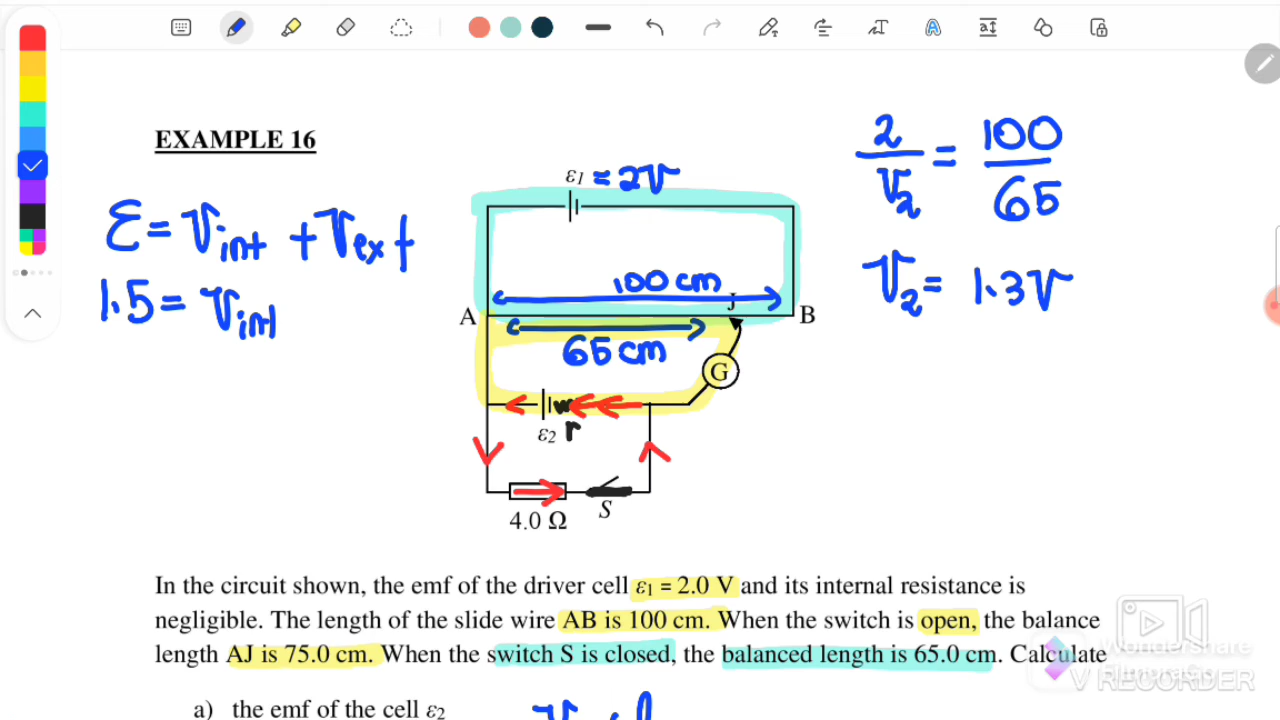 EXAMPLE 16
ε1 = 2V
2/V2 = 100/65
V2 = 1.3V
ε = Vint + Vext
1.5 = Vint
100 cm
J
A
B
65 cm
G
ε2 r
S
4.0 Ω
In the circuit shown, the emf of the driver cell ε1 = 2.0 V and its internal resistance is
negligible. The length of the slide wire AB is 100 cm. When the switch is open, the balance
length AJ is 75.0 cm. When the switch S is closed, the balanced length is 65.0 cm. Calculate
Wondershare
Filmora
VRECORDER
a) the emf of the cell ε2